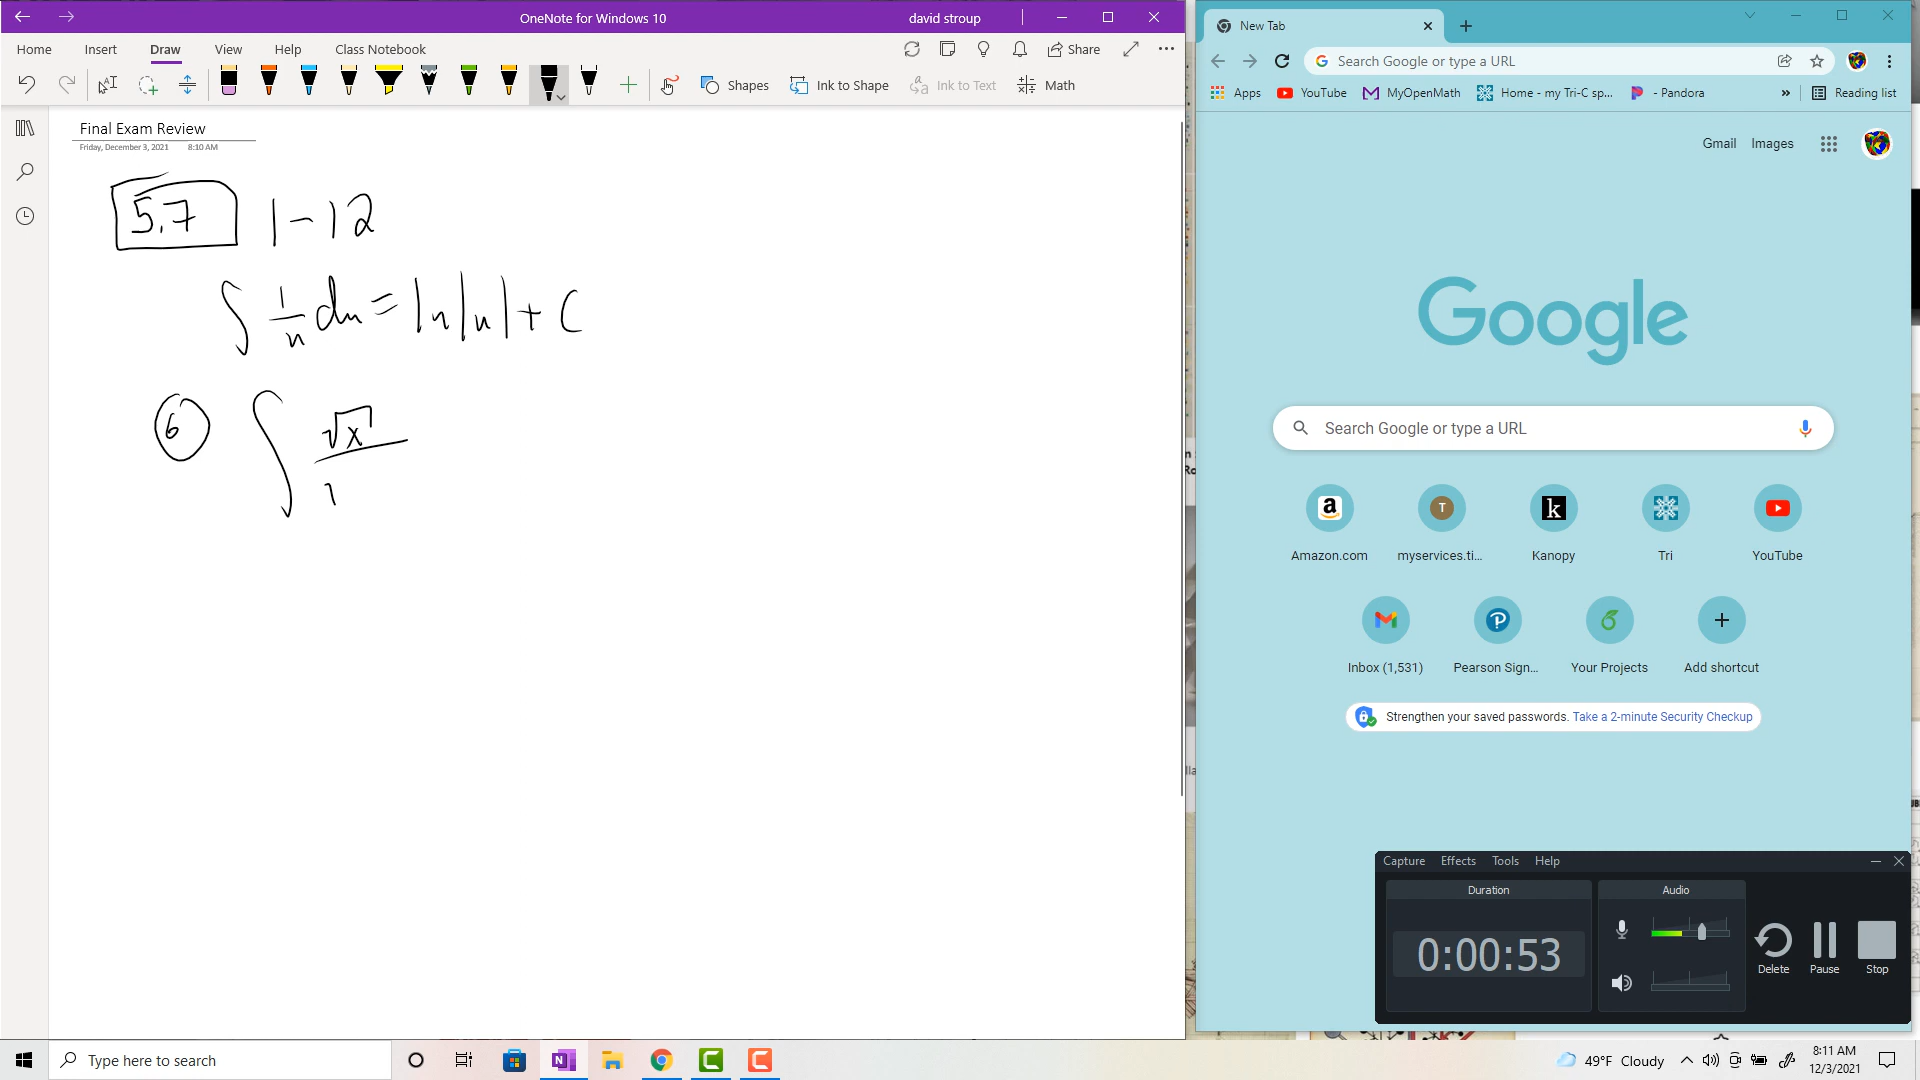 OneNote for Windows 10
david stroup
Home Insert Draw View Help Class Notebook
Share
Shapes
Ink to Shape
Ink to Text
Math
Final Exam Review
Friday, December 3, 2021 8:10 AM
5.7 1-12
∫ 1/u du = ln|u| + C
6 ∫ √x
New Tab
Search Google or type a URL
Apps YouTube MyOpenMath Home - my Tri-C sp... - Pandora » Reading list
Gmail Images
Google
Search Google or type a URL
Amazon.com myservices.ti... Kanopy Tri YouTube
Inbox (1,531) Pearson Sign... Your Projects Add shortcut
Strengthen your saved passwords. Take a 2-minute Security Checkup
Capture Effects Tools Help
Duration Audio
0:00:53
Delete Pause Stop
Type here to search
49°F Cloudy
8:11 AM
12/3/2021